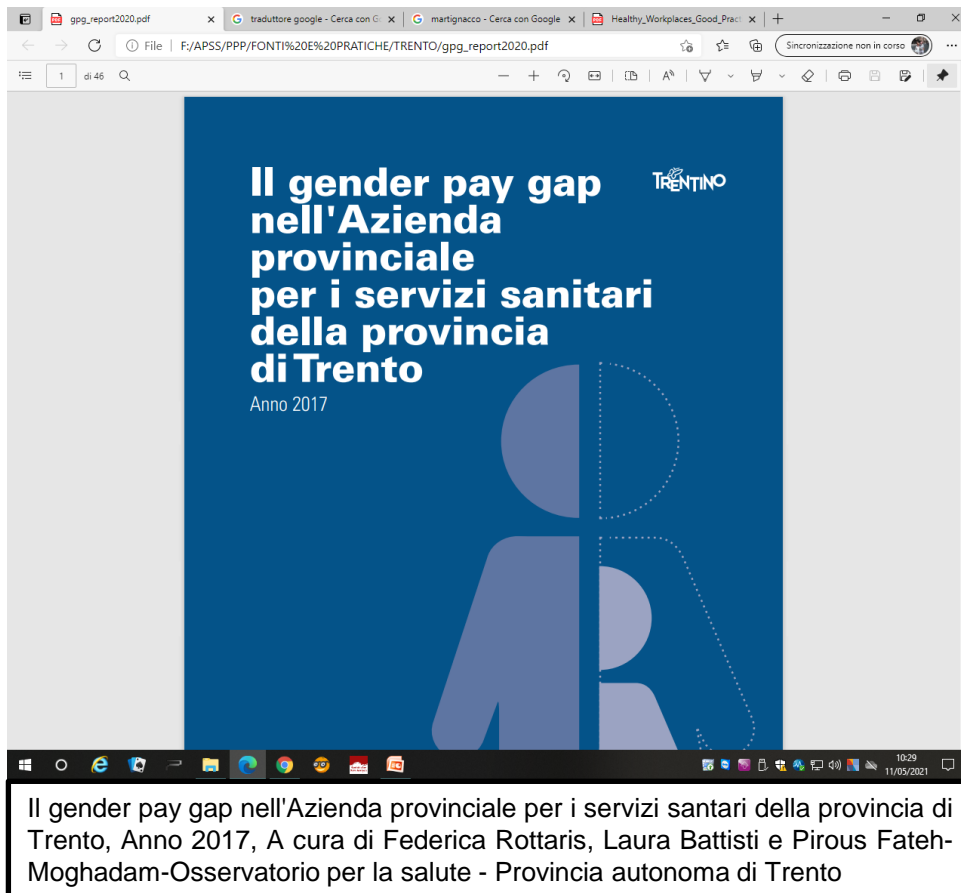 gpg_report2020.pdf
traduttore google - Cerca con G
martignacco - Cerca con Google
Healthy_Workplaces_Good_Pract
File
F:/APSS/PPP/FONTI%20E%20PRATICHE/TRENTO/gpg_report2020.pdf
Sincronizzazione non in corso
1 di 46
Il gender pay gap
TRENTINO
nell'Azienda
provinciale
per i servizi sanitari
della provincia
di Trento
Anno 2017
10:29
11/05/2021
Il gender pay gap nell'Azienda provinciale per i servizi santari della provincia di
Trento, Anno 2017, A cura di Federica Rottaris, Laura Battisti e Pirous Fateh-
Moghadam-Osservatorio per la salute - Provincia autonoma di Trento